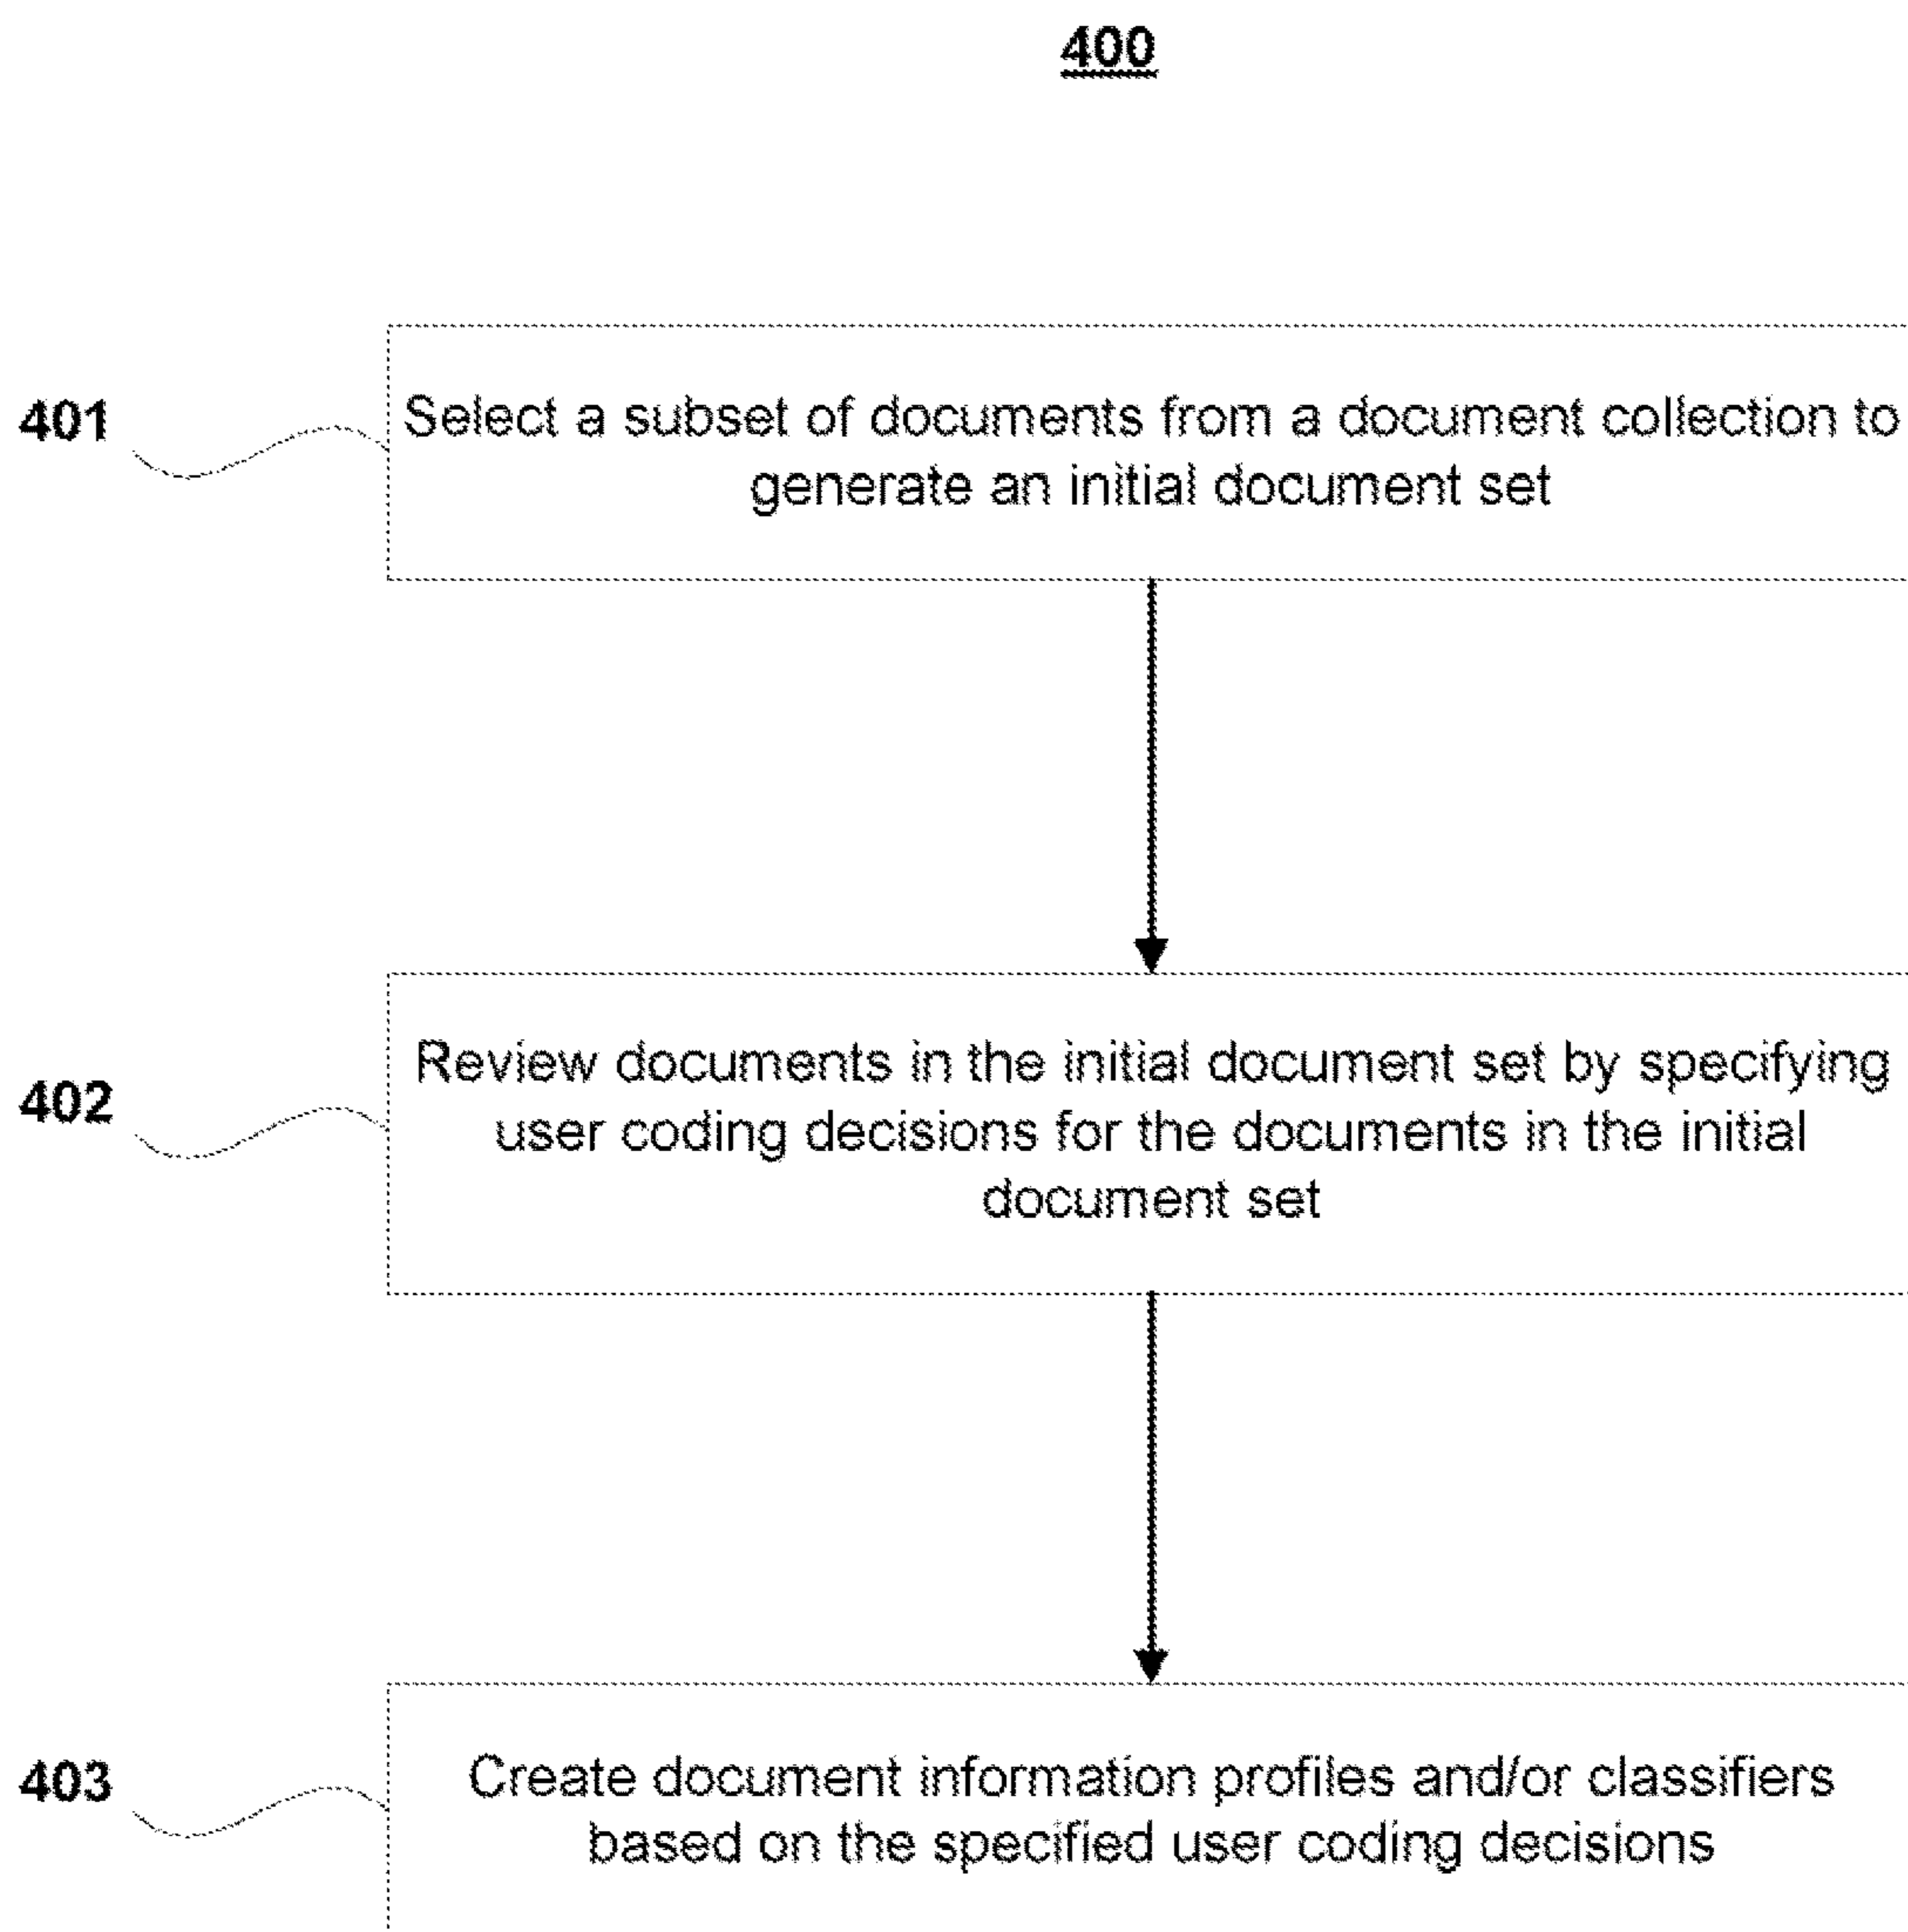 400
401
Select a subset of documents from a document collection to
generate an initial document set
402
Review documents in the initial document set by specifying
user coding decisions for the documents in the initial
document set
403
Create document information profiles and/or classifiers
based on the specified user coding decisions